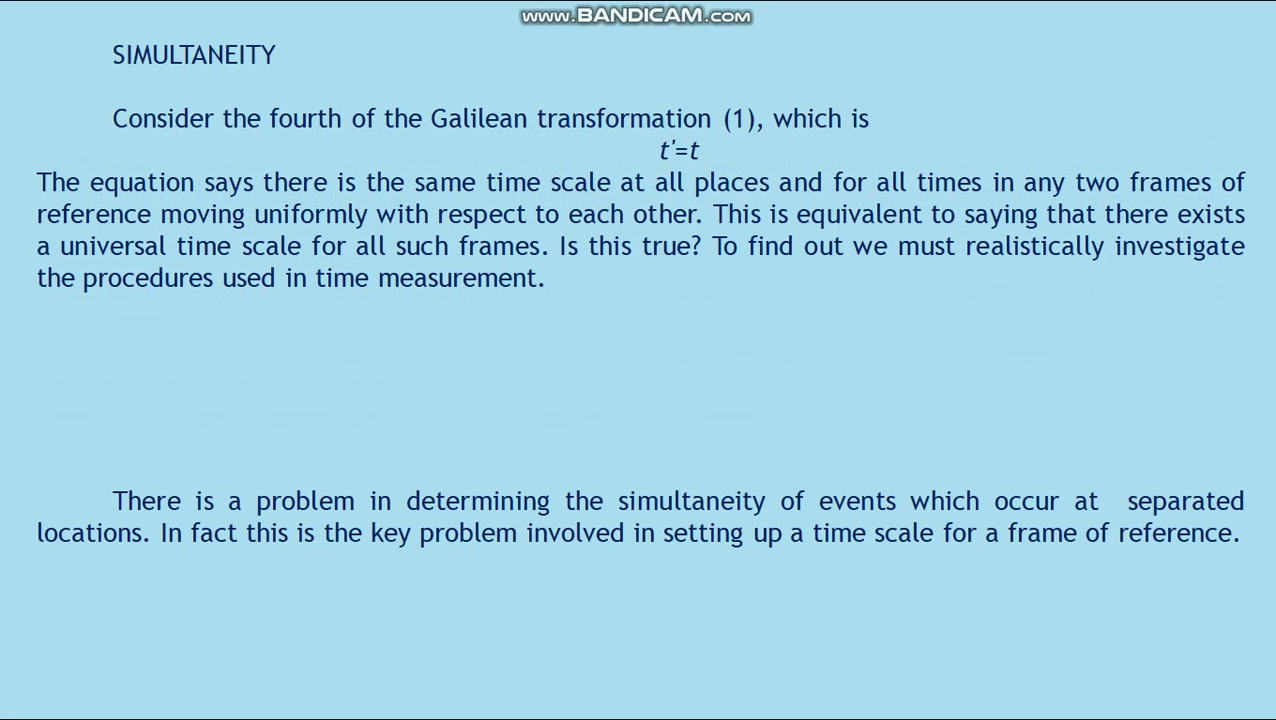 www.BANDICAM.com
SIMULTANEITY
Consider the fourth of the Galilean transformation (1), which is
t'=t
The equation says there is the same time scale at all places and for all times in any two frames of
reference moving uniformly with respect to each other. This is equivalent to saying that there exists
a universal time scale for all such frames. Is this true? To find out we must realistically investigate
the procedures used in time measurement.
There is a problem in determining the simultaneity of events which occur at separated
locations. In fact this is the key problem involved in setting up a time scale for a frame of reference.